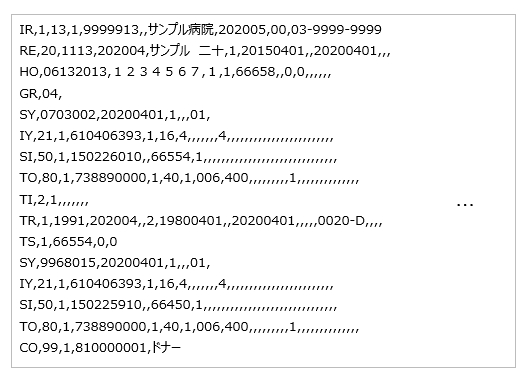 IR,1,13,1,9999913,,サンプル病院,202005,00,03-9999-9999
RE,20,1113,202004,サンプル　二十,1,20150401,,20200401,,,
HO,06132013,１２３４５６７,１,1,66658,,0,0,,,,,,
GR,04,
SY,0703002,20200401,1,,,01,
IY,21,1,610406393,1,16,4,,,,,,,4,,,,,,,,,,,,,,,,,,,,,,,,
SI,50,1,150226010,,66554,1,,,,,,,,,,,,,,,,,,,,,,,,,,,,,,
TO,80,1,738890000,1,40,1,006,400,,,,,,,,,1,,,,,,,,,,,,,,
TI,2,1,,,,,,,
TR,1,1991,202004,,2,19800401,,20200401,,,,,0020-D,,,,
…
TS,1,66554,0,0
SY,9968015,20200401,1,,,01,
IY,21,1,610406393,1,16,4,,,,,,,4,,,,,,,,,,,,,,,,,,,,,,,,
SI,50,1,150225910,,66450,1,,,,,,,,,,,,,,,,,,,,,,,,,,,,,,
TO,80,1,738890000,1,40,1,006,400,,,,,,,,,1,,,,,,,,,,,,,,
CO,99,1,810000001,ドナー